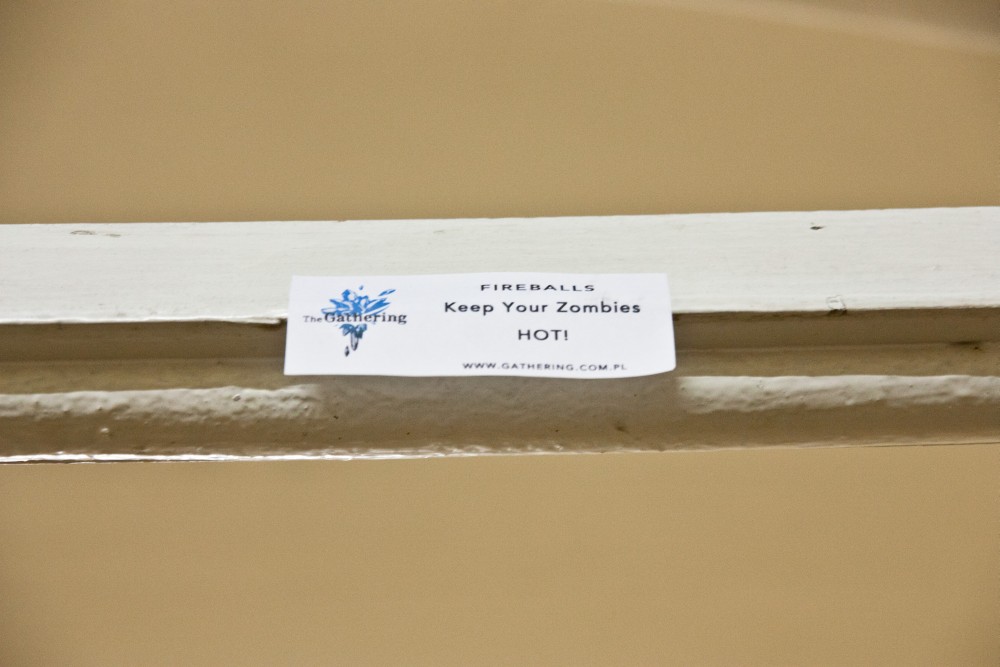 The Gathering
FIREBALLS
Keep Your Zombies
HOT!
WWW.GATHERING.COM.PL